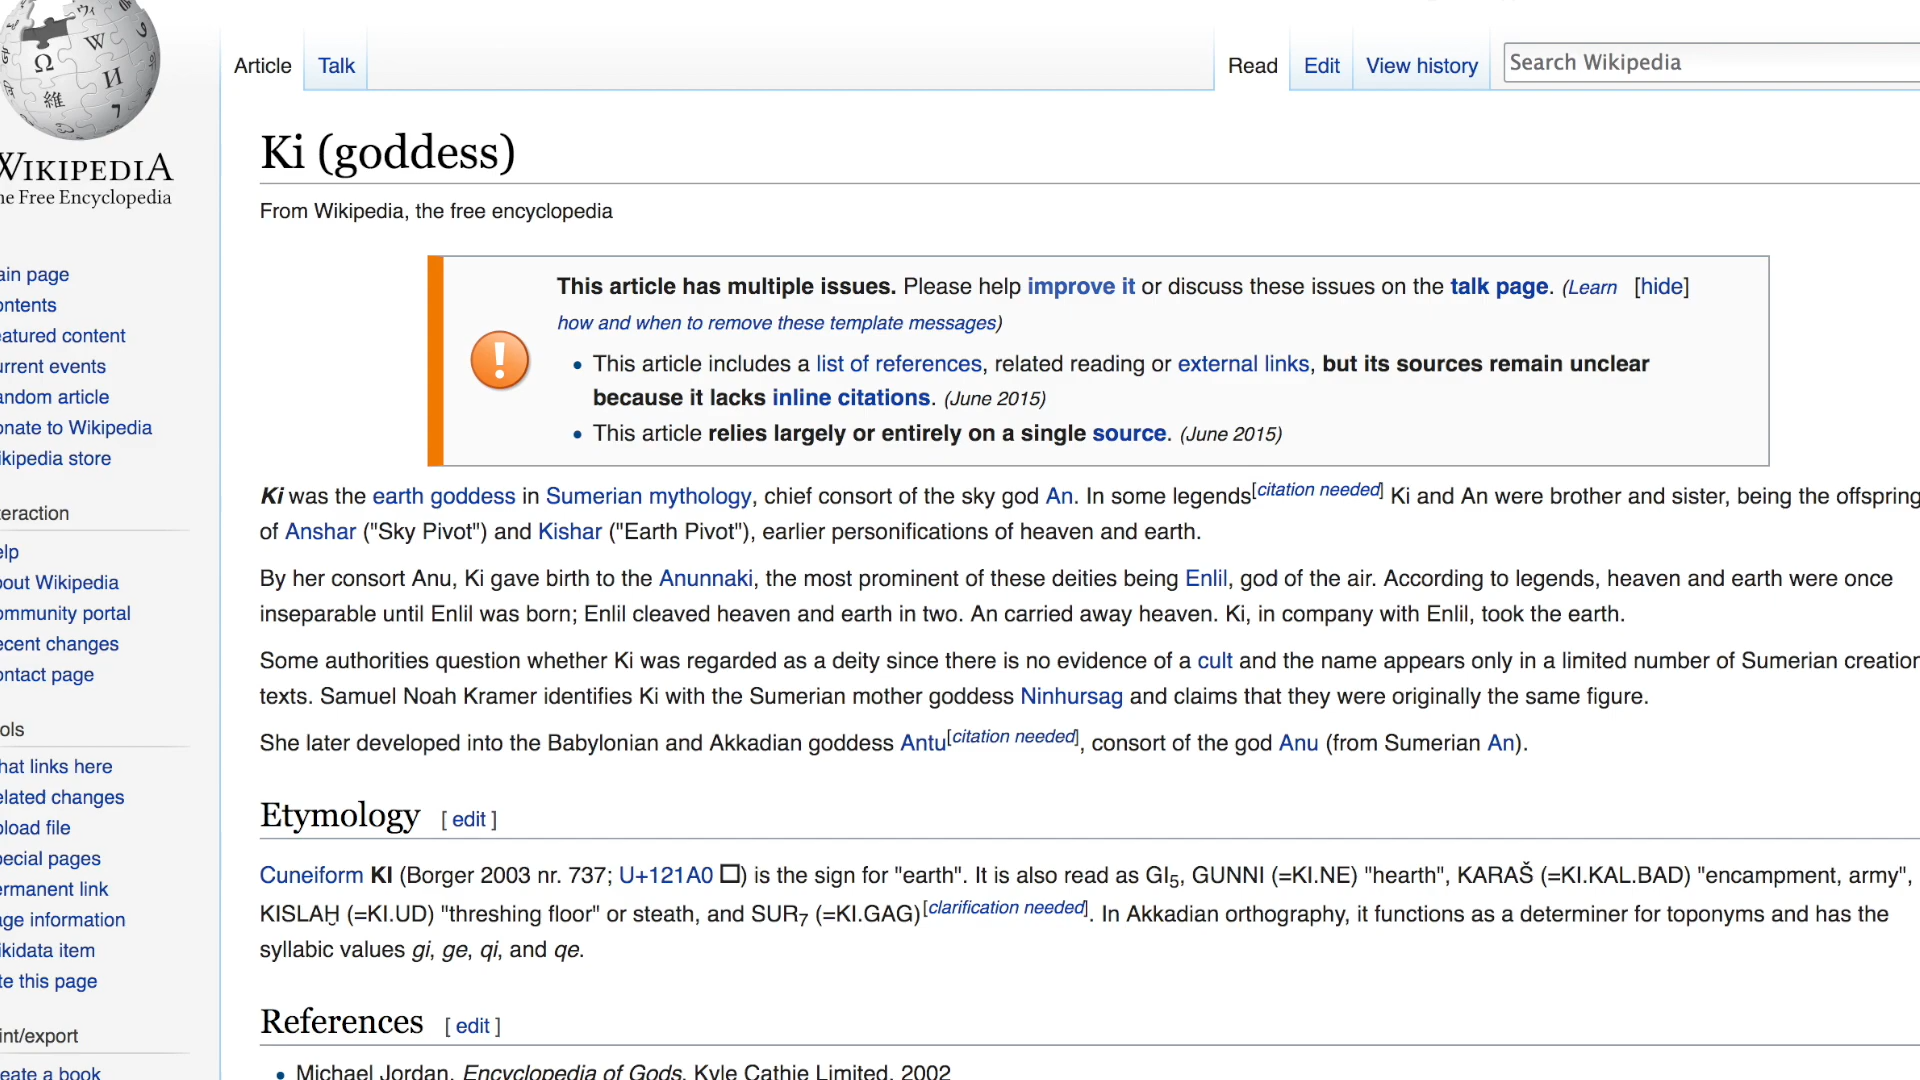 Article Talk Read Edit View history Search Wikipedia
WIKIPEDIA
he Free Encyclopedia
ain page
ontents
eatured content
urrent events
andom article
onate to Wikipedia
ikipedia store
teraction
elp
bout Wikipedia
ommunity portal
ecent changes
ontact page
ols
hat links here
elated changes
pload file
pecial pages
ermanent link
age information
ikidata item
te this page
int/export
eate a book
Ki (goddess)
From Wikipedia, the free encyclopedia
This article has multiple issues. Please help improve it or discuss these issues on the talk page. (Learn [hide]
how and when to remove these template messages)
• This article includes a list of references, related reading or external links, but its sources remain unclear
because it lacks inline citations. (June 2015)
• This article relies largely or entirely on a single source. (June 2015)
Ki was the earth goddess in Sumerian mythology, chief consort of the sky god An. In some legends[citation needed] Ki and An were brother and sister, being the offspring
of Anshar ("Sky Pivot") and Kishar ("Earth Pivot"), earlier personifications of heaven and earth.
By her consort Anu, Ki gave birth to the Anunnaki, the most prominent of these deities being Enlil, god of the air. According to legends, heaven and earth were once
inseparable until Enlil was born; Enlil cleaved heaven and earth in two. An carried away heaven. Ki, in company with Enlil, took the earth.
Some authorities question whether Ki was regarded as a deity since there is no evidence of a cult and the name appears only in a limited number of Sumerian creation
texts. Samuel Noah Kramer identifies Ki with the Sumerian mother goddess Ninhursag and claims that they were originally the same figure.
She later developed into the Babylonian and Akkadian goddess Antu[citation needed], consort of the god Anu (from Sumerian An).
Etymology [ edit ]
Cuneiform KI (Borger 2003 nr. 737; U+121A0 ☐) is the sign for "earth". It is also read as GI₅, GUNNI (=KI.NE) "hearth", KARAŠ (=KI.KAL.BAD) "encampment, army",
KISLAḪ (=KI.UD) "threshing floor" or steath, and SUR₇ (=KI.GAG)[clarification needed]. In Akkadian orthography, it functions as a determiner for toponyms and has the
syllabic values gi, ge, qi, and qe.
References [ edit ]
• Michael Jordan, Encyclopedia of Gods, Kyle Cathie Limited, 2002